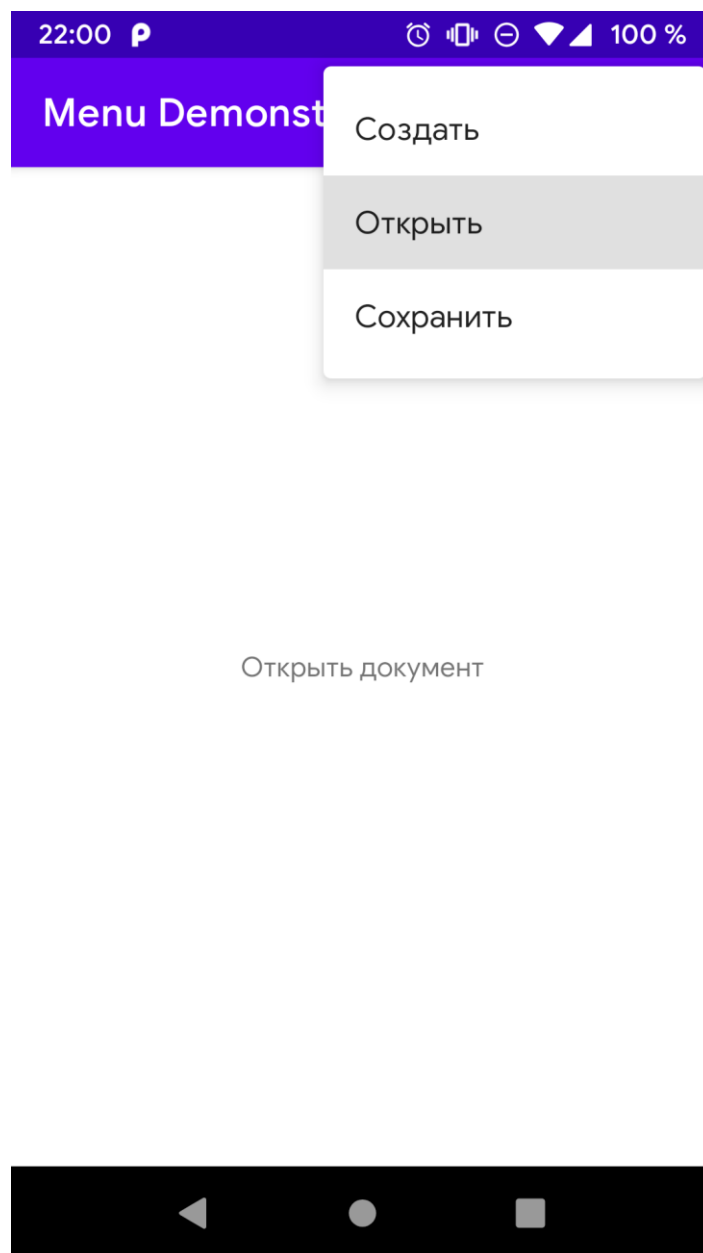 22:00 100 %
Menu Demonst
Создать
Открыть
Сохранить
Открыть документ